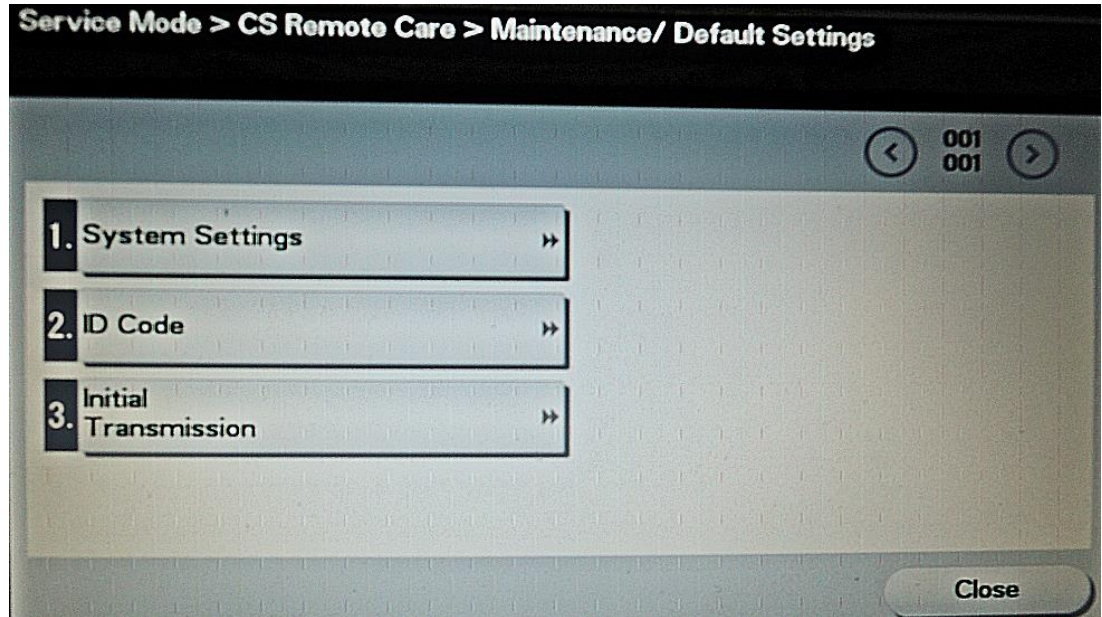 Service Mode > CS Remote Care > Maintenance/ Default Settings
001
001
1. System Settings
2. ID Code
3. Initial
Transmission
Close